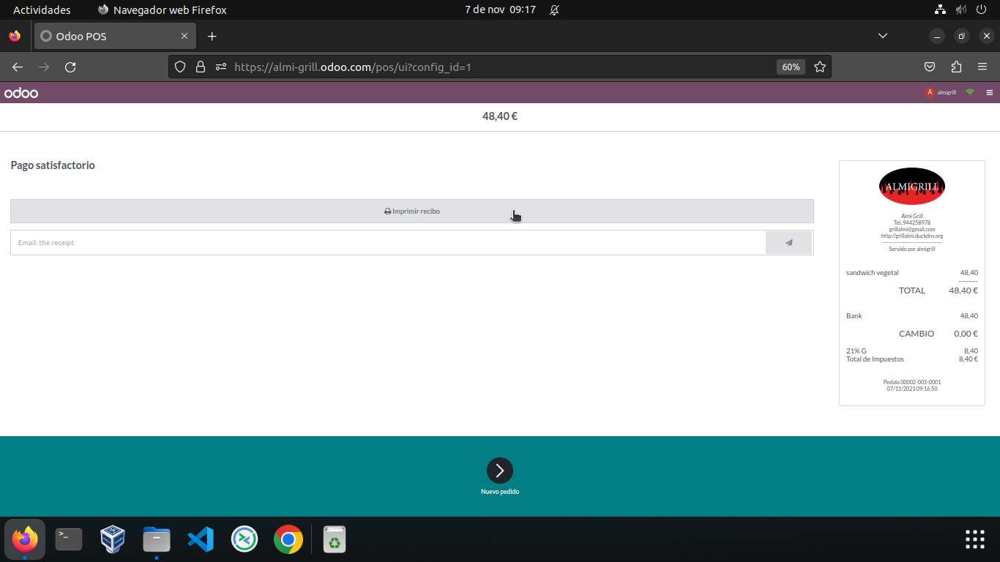 Actividades Navegador web Firefox 7 de nov 09:17
Odoo POS
https://almi-grill.odoo.com/pos/ui?config_id=1 60%
odoo A almigrill
48,40 €
Pago satisfactorio
Imprimir recibo
Email: the receipt
ALMIGRILL
Almi Grill
Tel.:944258978
grillalmi@gmail.com
http://grillalmi.duckdns.org
--------------------------------
Servido por almigrill
sandwich vegetal 48,40
--------
TOTAL 48,40 €
Bank 48,40
CAMBIO 0,00 €
21% G 8,40
Total de Impuestos 8,40 €
Pedido 00002-003-0001
07/11/2023 09:16:50
Nuevo pedido